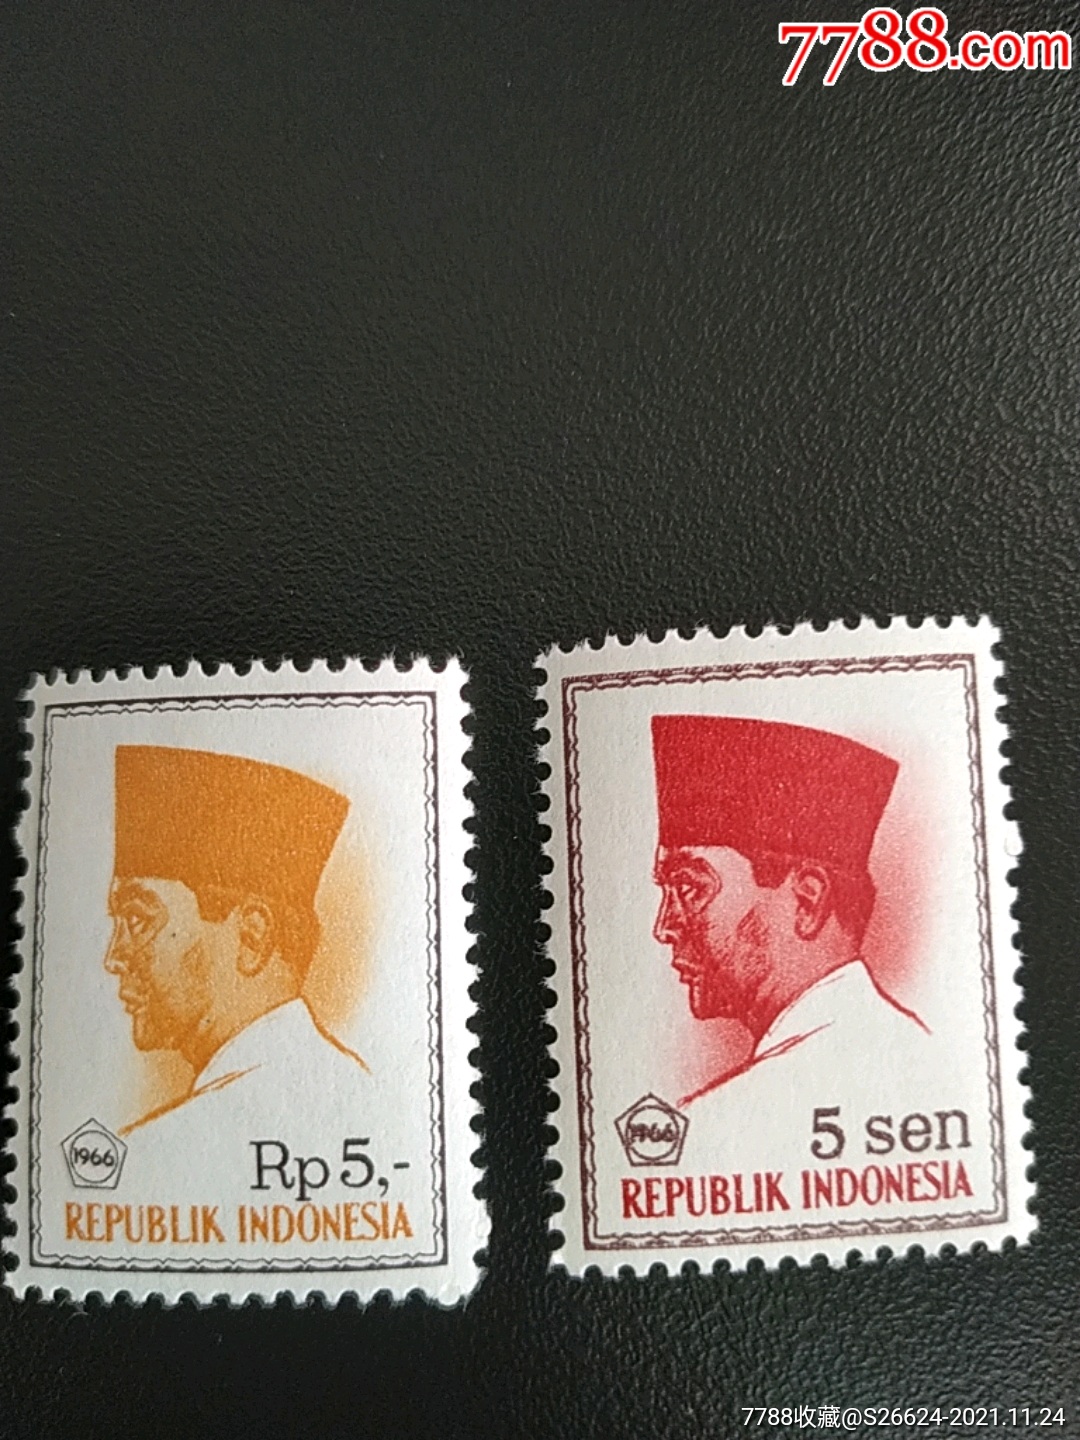 7788.com
1966
Rp 5,-
REPUBLIK INDONESIA
1966
5 sen
REPUBLIK INDONESIA
7788收藏@S26624-2021.11.24